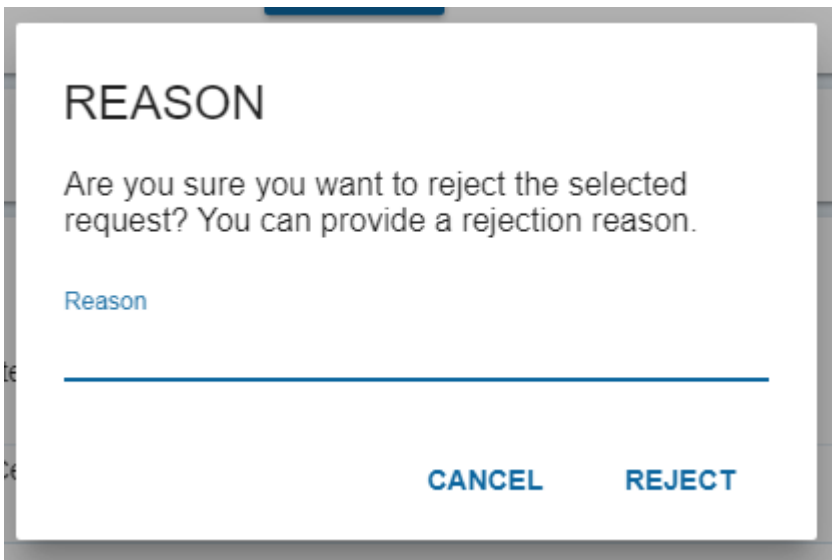 REASON
Are you sure you want to reject the selected
request? You can provide a rejection reason.
Reason
CANCEL REJECT